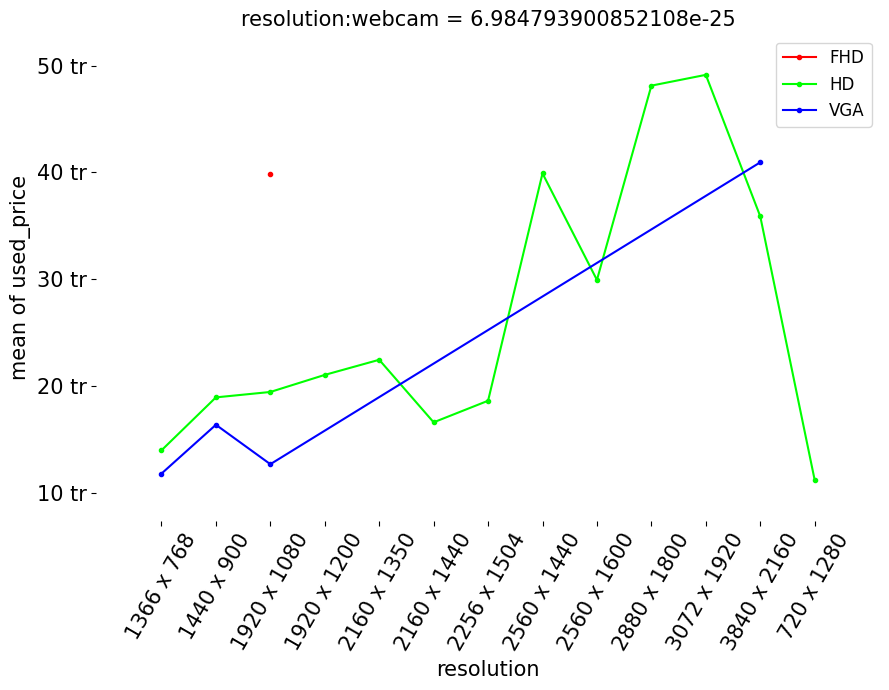 resolution:webcam = 6.984793900852108e-25
FHD
HD
VGA
mean of used_price
50 tr
40 tr
30 tr
20 tr
10 tr
1366 x 768
1440 x 900
1920 x 1080
1920 x 1200
2160 x 1350
2160 x 1440
2256 x 1504
2560 x 1440
2560 x 1600
2880 x 1800
3072 x 1920
3840 x 2160
720 x 1280
resolution